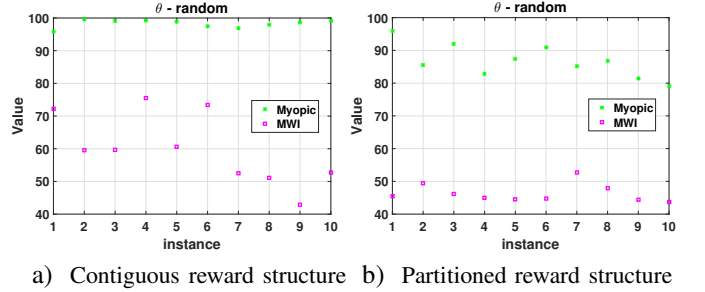 θ - random
100
90
80
70
60
50
40
Value
Myopic
MWI
1 2 3 4 5 6 7 8 9 10
instance
a) Contiguous reward structure
θ - random
100
90
80
70
60
50
40
Value
Myopic
MWI
1 2 3 4 5 6 7 8 9 10
instance
b) Partitioned reward structure